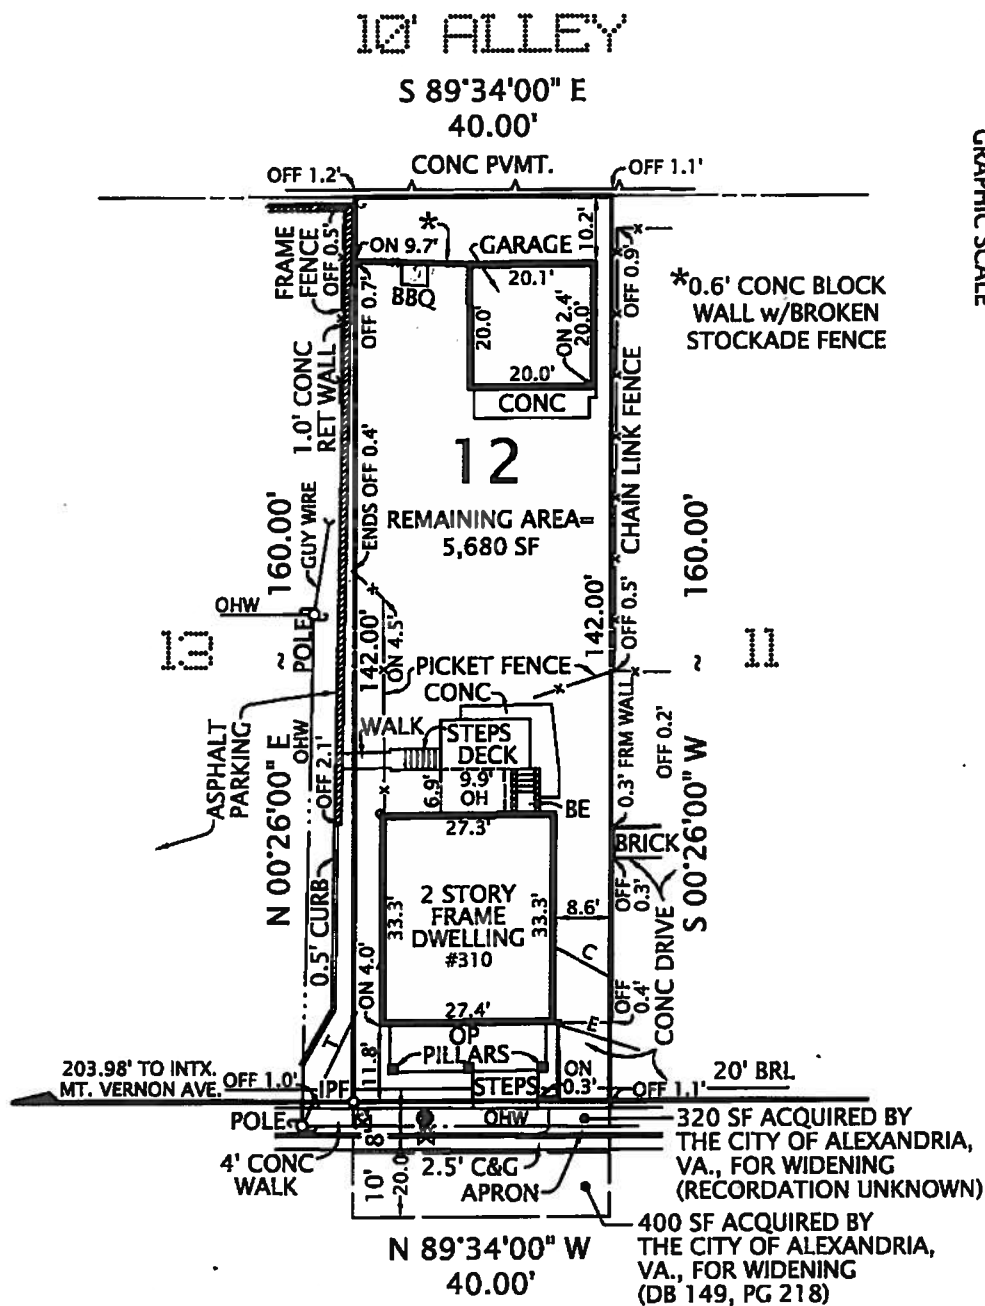 10' ALLEY
S 89°34'00" E
40.00'
CONC PVMT.
OFF 1.2'
OFF 1.1'
GRAPHIC SCALE
*
ON 9.7'
GARAGE
10.2'
FRAME
FENCE
OFF 0.5'
OFF 0.7'
BBQ
20.1'
20.0'
ON 2.4'
20.0'
20.0'
CONC
OFF 0.9'
*0.6' CONC BLOCK
WALL w/BROKEN
STOCKADE FENCE
1.0' CONC
RET WALL
CHAIN LINK FENCE
12
REMAINING AREA=
5,680 SF
ENDS OFF 0.4'
GUY WIRE
160.00'
160.00'
OHW
POLE
~
142.00'
ON 4.5'
142.00'
OFF 0.5'
~
11
PICKET FENCE
CONC
WALK
STEPS
DECK
9.9'
OH
6.9'
BE
0.3' FRM WALL
OFF 0.2'
ASPHALT
PARKING
OHW
OFF 2.1'
N 00°26'00" E
S 00°26'00" W
27.3'
BRICK
OFF
0.3'
0.5' CURB
33.3'
2 STORY
FRAME
DWELLING
#310
33.3'
8.6'
C
CONC DRIVE
ON 4.0'
27.4'
OFF
0.4'
E
T
OP
PILLARS
11.8'
STEPS
ON
0.3'
203.98' TO INTX.
MT. VERNON AVE.
OFF 1.0'
IPF
OFF 1.1'
20' BRL
POLE
OHW
8'
4' CONC
WALK
10'
20.0'
2.5' C&G
APRON
320 SF ACQUIRED BY
THE CITY OF ALEXANDRIA,
VA., FOR WIDENING
(RECORDATION UNKNOWN)
400 SF ACQUIRED BY
THE CITY OF ALEXANDRIA,
VA., FOR WIDENING
(DB 149, PG 218)
N 89°34'00" W
40.00'